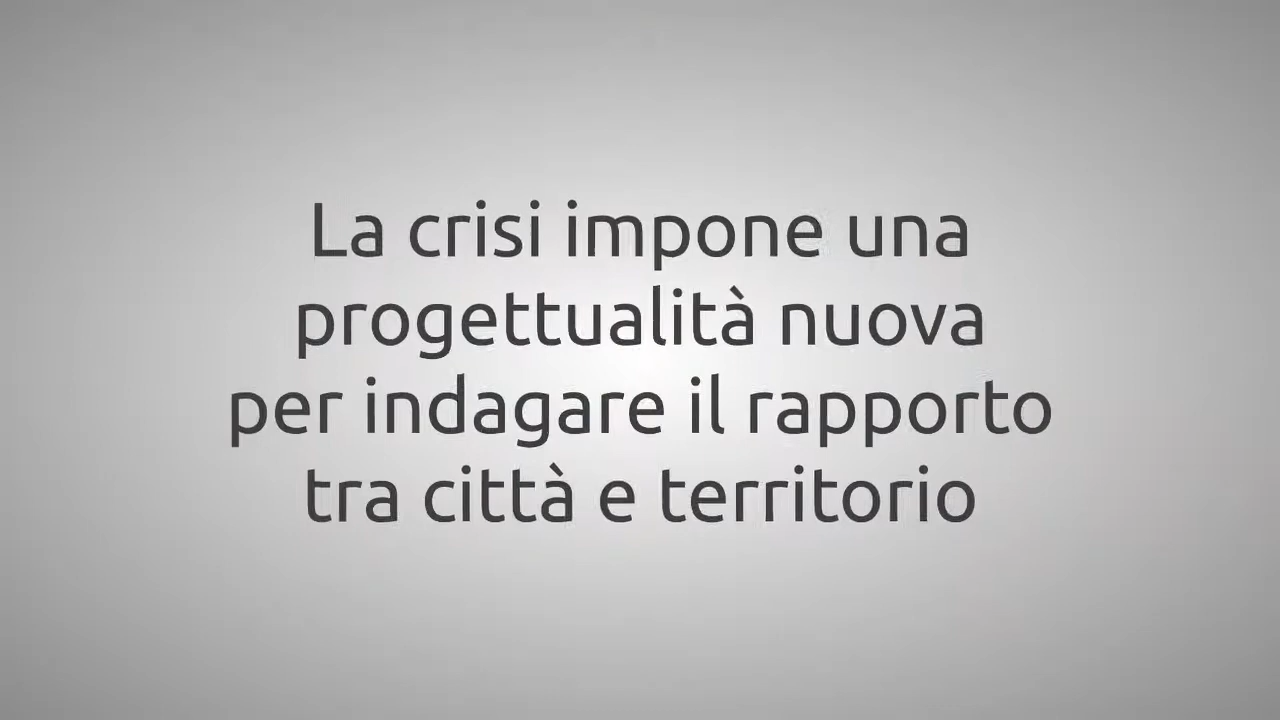 La crisi impone una
progettualità nuova
per indagare il rapporto
tra città e territorio